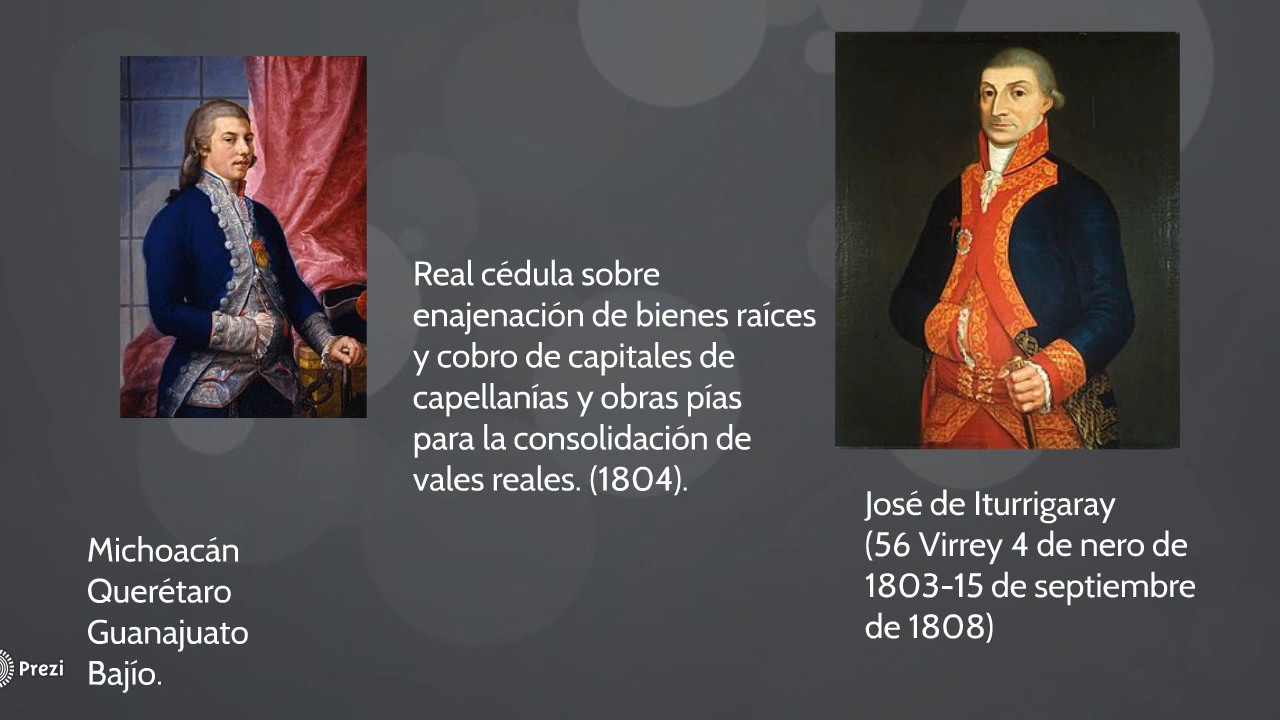 Real cédula sobre
enajenación de bienes raíces
y cobro de capitales de
capellanías y obras pías
para la consolidación de
vales reales. (1804).
José de Iturrigaray
(56 Virrey 4 de nero de
1803-15 de septiembre
de 1808)
Michoacán
Querétaro
Guanajuato
Bajío.
Prezi